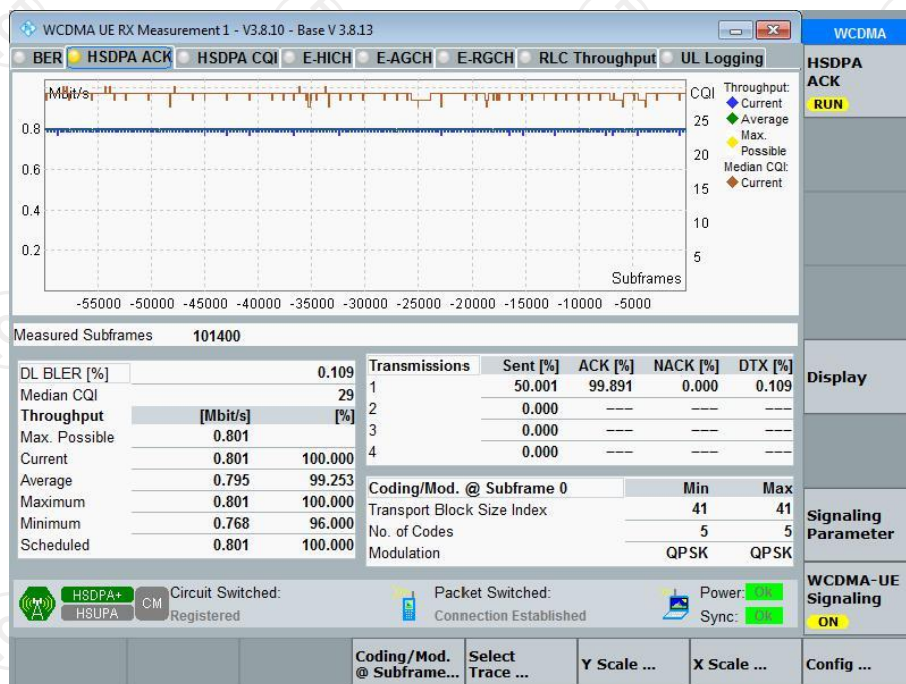 WCDMA UE RX Measurement 1 - V3.8.10 - Base V 3.8.13
WCDMA
BER HSDPA ACK HSDPA CQI E-HICH E-AGCH E-RGCH RLC Throughput UL Logging
HSDPA
ACK
RUN
Mbit/s
CQI
Throughput:
Current
Average
Max.
Possible
Median CQI:
Current
0.8
0.6
0.4
0.2
25
20
15
10
5
Subframes
-55000 -50000 -45000 -40000 -35000 -30000 -25000 -20000 -15000 -10000 -5000
Measured Subframes 101400
DL BLER [%] 0.109
Median CQI 29
Throughput [Mbit/s] [%]
Max. Possible 0.801
Current 0.801 100.000
Average 0.795 99.253
Maximum 0.801 100.000
Minimum 0.768 96.000
Scheduled 0.801 100.000
Transmissions Sent [%] ACK [%] NACK [%] DTX [%]
1 50.001 99.891 0.000 0.109
2 0.000 --- --- ---
3 0.000 --- --- ---
4 0.000 --- --- ---
Coding/Mod. @ Subframe 0 Min Max
Transport Block Size Index 41 41
No. of Codes 5 5
Modulation QPSK QPSK
Display
Signaling
Parameter
HSDPA+
HSUPA
CM
Circuit Switched:
Registered
Packet Switched:
Connection Established
Power: Ok
Sync: Ok
WCDMA-UE
Signaling
ON
Coding/Mod.
@ Subframe...
Select
Trace ...
Y Scale ...
X Scale ...
Config ...